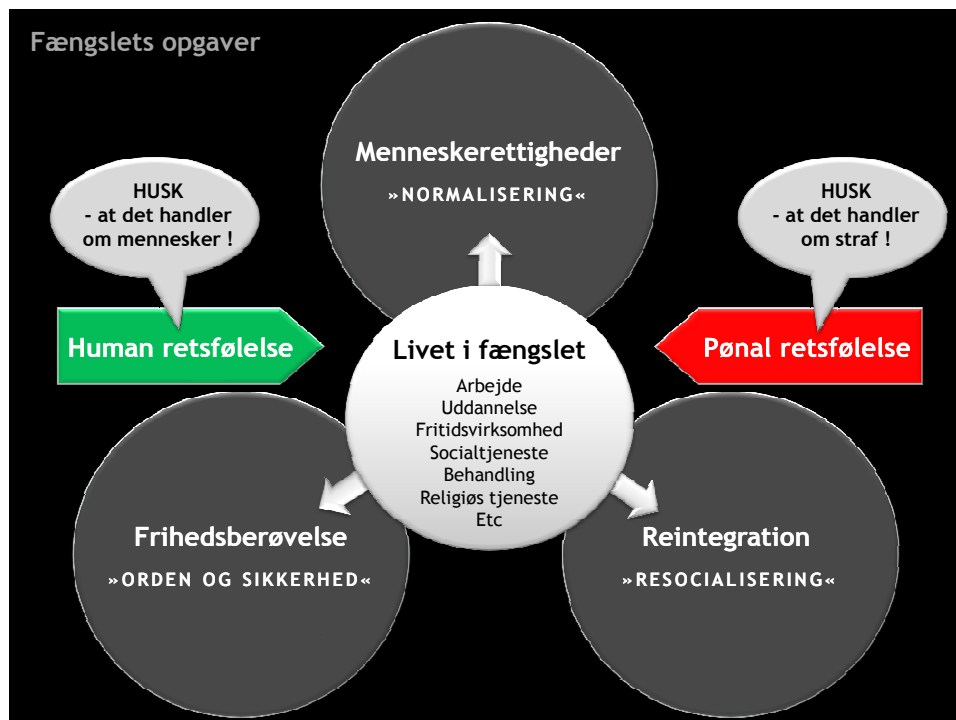 Fængslets opgaver
Menneskerettigheder
»NORMALISERING«
HUSK
- at det handler
om mennesker !
HUSK
- at det handler
om straf !
Human retsfølelse
Pønal retsfølelse
Livet i fængslet
Arbejde
Uddannelse
Fritidsvirksomhed
Socialtjeneste
Behandling
Religiøs tjeneste
Etc
Frihedsberøvelse
»ORDEN OG SIKKERHED«
Reintegration
»RESOCIALISERING«